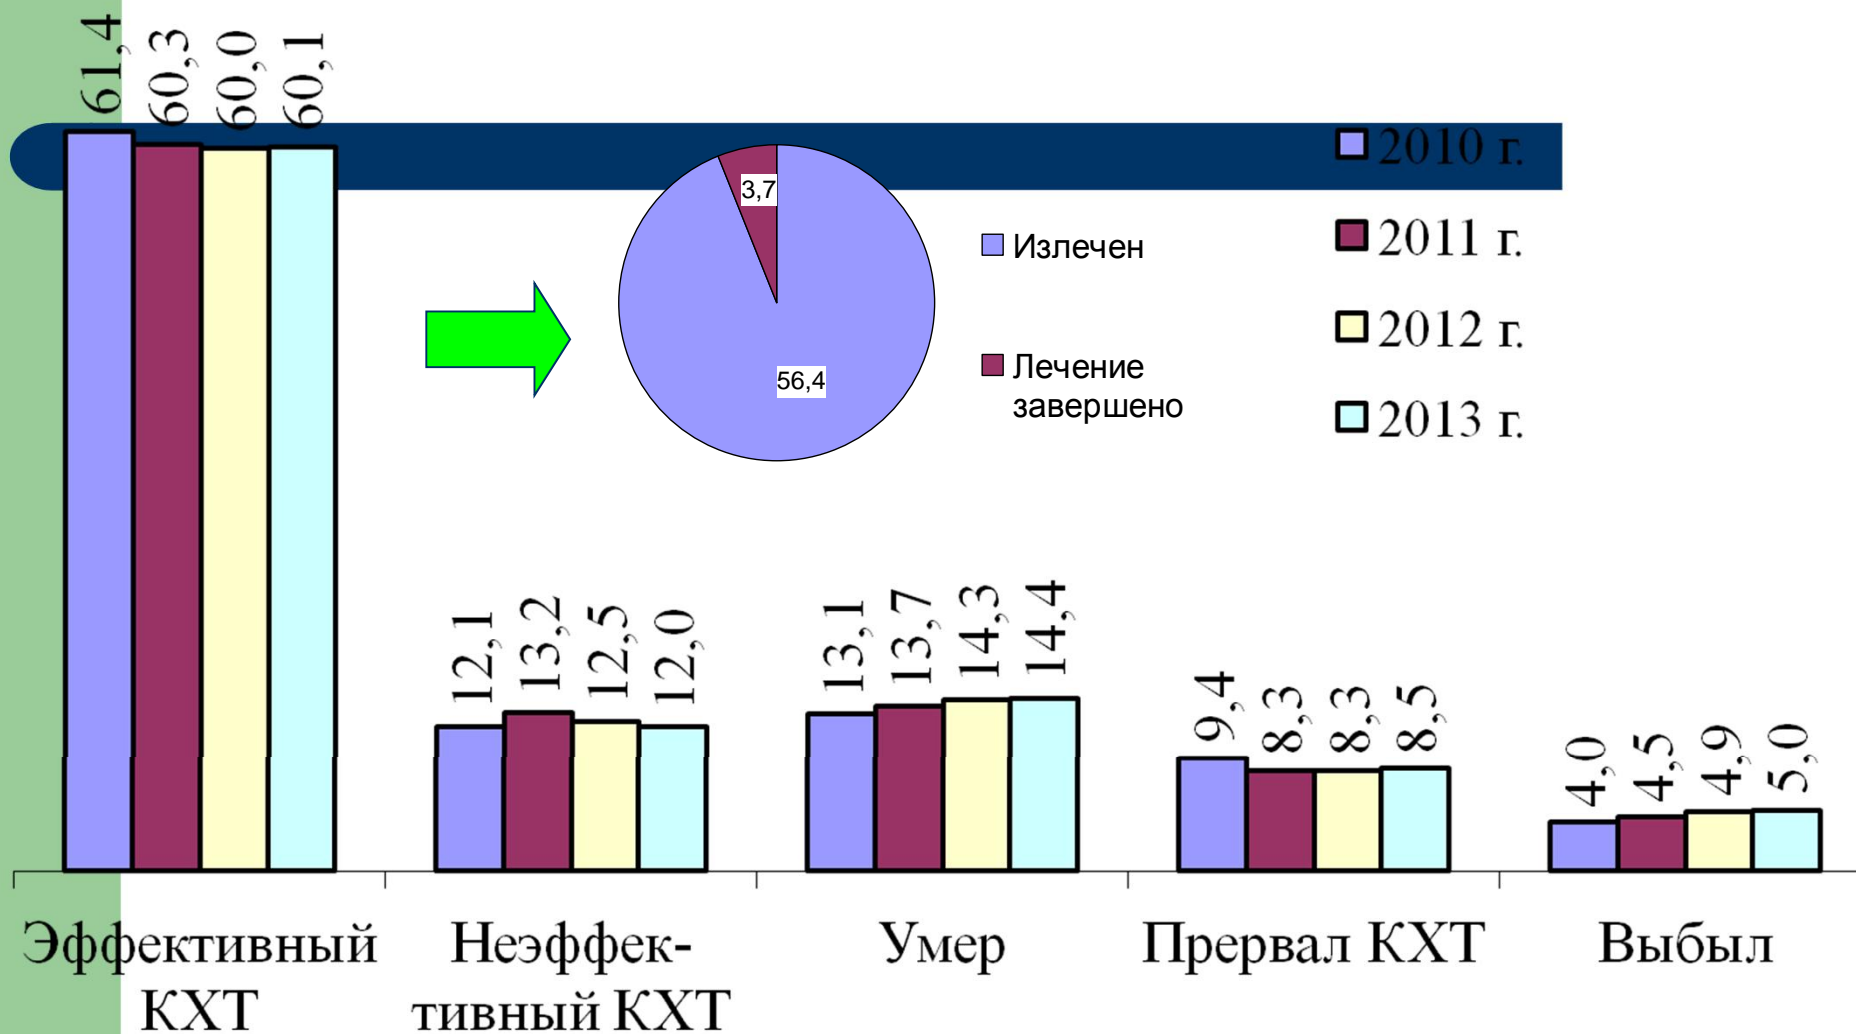 61,4
60,3
60,0
60,1
3,7
56,4
Излечен
Лечение
завершено
2010 г.
2011 г.
2012 г.
2013 г.
12,1
13,2
12,5
12,0
13,1
13,7
14,3
14,4
9,4
8,3
8,3
8,5
4,0
4,5
4,9
5,0
Эффективный
КХТ
Неэффек-
тивный КХТ
Умер
Прервал КХТ
Выбыл